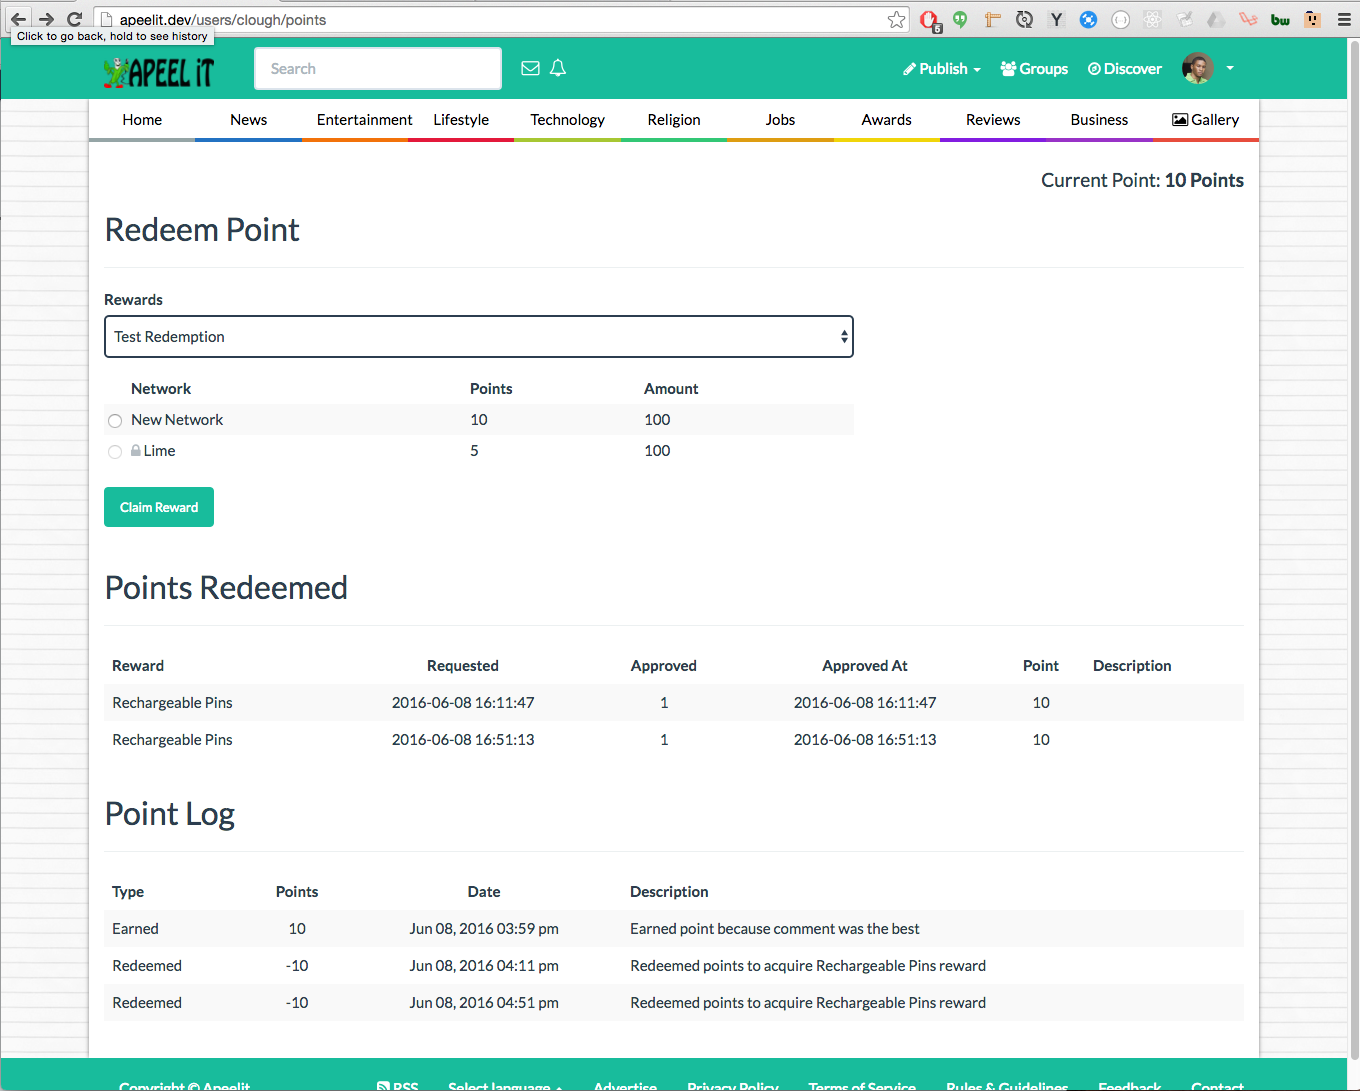 apeelit.dev/users/clough/points
6
Y
bw
Click to go back, hold to see history
APEEL iT
Search
Publish
Groups
Discover
Home
News
Entertainment
Lifestyle
Technology
Religion
Jobs
Awards
Reviews
Business
Gallery
Current Point: 10 Points
Redeem Point
Rewards
Test Redemption
Network Points Amount
New Network 10 100
Lime 5 100
Claim Reward
Points Redeemed
Reward Requested Approved Approved At Point Description
Rechargeable Pins 2016-06-08 16:11:47 1 2016-06-08 16:11:47 10
Rechargeable Pins 2016-06-08 16:51:13 1 2016-06-08 16:51:13 10
Point Log
Type Points Date Description
Earned 10 Jun 08, 2016 03:59 pm Earned point because comment was the best
Redeemed -10 Jun 08, 2016 04:11 pm Redeemed points to acquire Rechargeable Pins reward
Redeemed -10 Jun 08, 2016 04:51 pm Redeemed points to acquire Rechargeable Pins reward
Copyright © Apeelit
RSS
Select language
Advertise
Privacy Policy
Terms of Service
Rules & Guidelines
Feedback
Contact